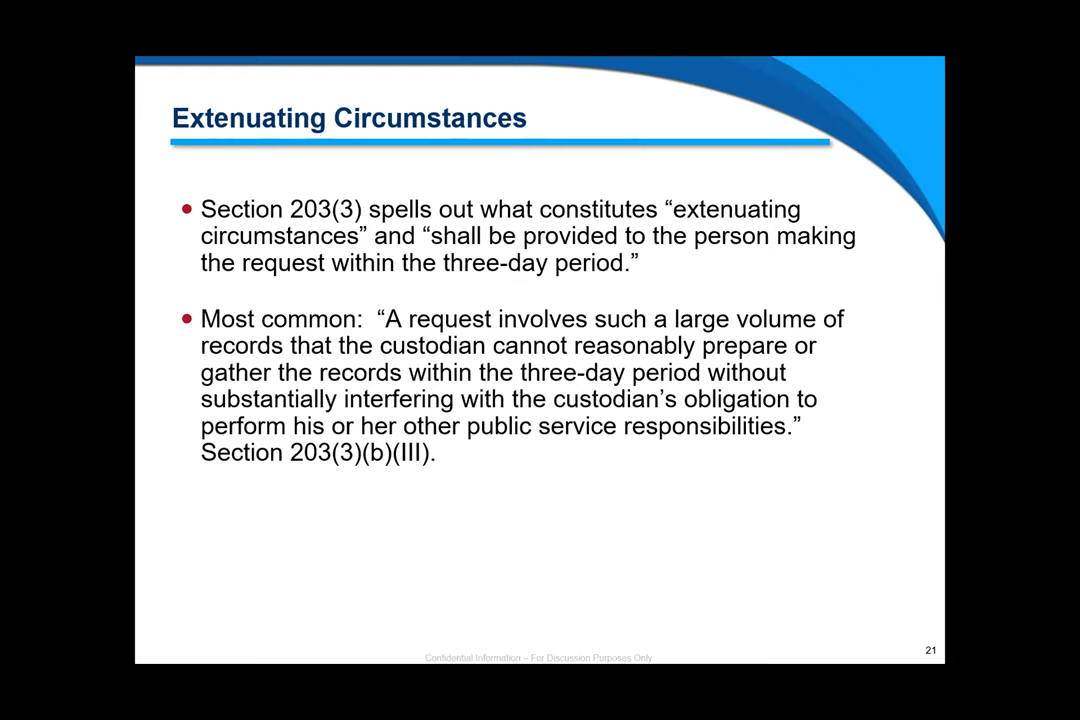 Extenuating Circumstances
• Section 203(3) spells out what constitutes “extenuating
circumstances” and “shall be provided to the person making
the request within the three-day period.”
• Most common:  “A request involves such a large volume of
records that the custodian cannot reasonably prepare or
gather the records within the three-day period without
substantially interfering with the custodian’s obligation to
perform his or her other public service responsibilities.”
Section 203(3)(b)(III).
Confidential Information – For Discussion Purposes Only
21